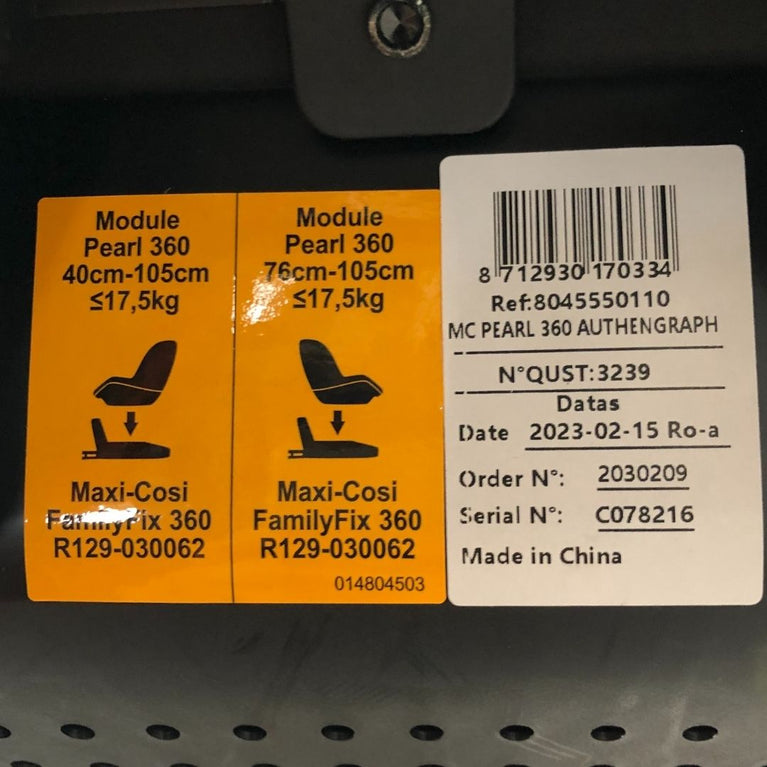 Module
Pearl 360
40cm-105cm
≤17,5kg
Maxi-Cosi
FamilyFix 360
R129-030062
Module
Pearl 360
76cm-105cm
≤17,5kg
Maxi-Cosi
FamilyFix 360
R129-030062
014804503
8 712930 170334
Ref:8045550110
MC PEARL 360 AUTHENGRAPH
N°QUST:3239
Datas
Date 2023-02-15 Ro-a
Order N°: 2030209
Serial N°: C078216
Made in China